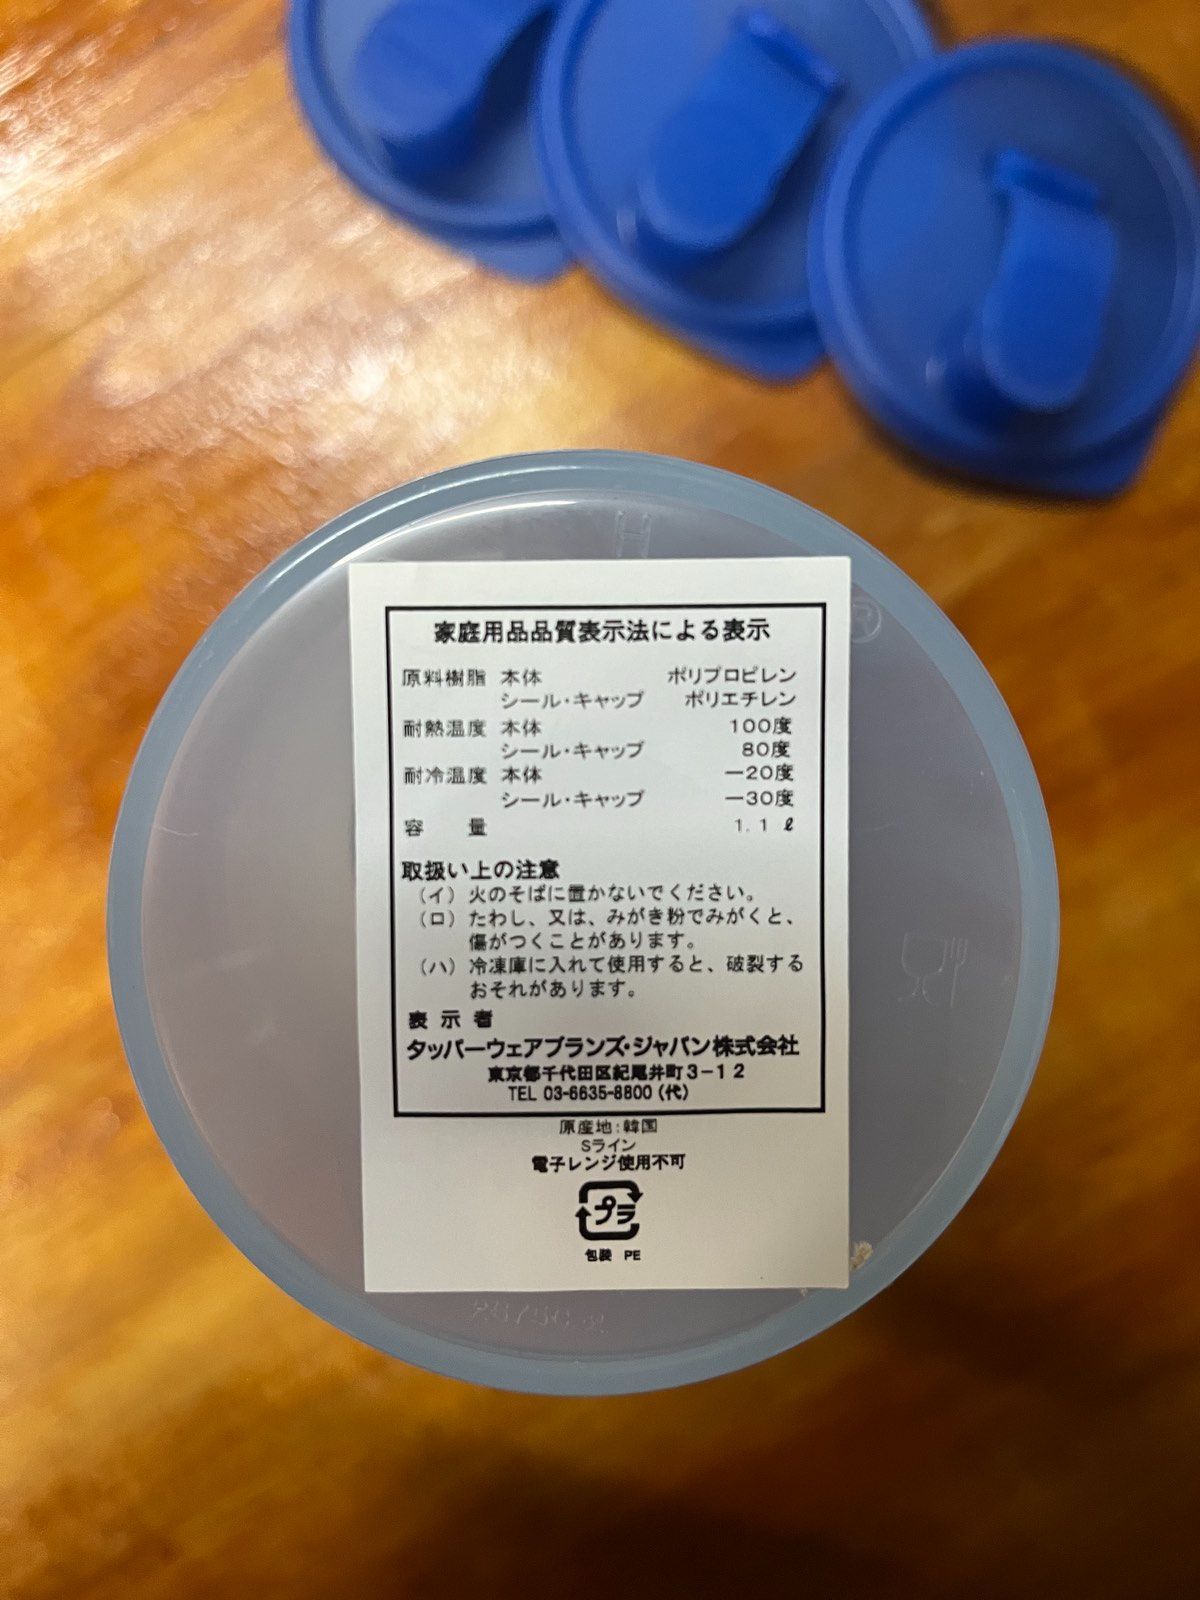 家庭用品品質表示法による表示
原料樹脂 本体 ポリプロピレン
シール・キャップ ポリエチレン
耐熱温度 本体 100度
シール・キャップ 80度
耐冷温度 本体 −20度
シール・キャップ −30度
容 量 1.1 ℓ
取扱い上の注意
(イ) 火のそばに置かないでください。
(ロ) たわし、又は、みがき粉でみがくと、
傷がつくことがあります。
(ハ) 冷凍庫に入れて使用すると、破裂する
おそれがあります。
表 示 者
タッパーウェアブランズ・ジャパン株式会社
東京都千代田区紀尾井町3−12
TEL 03-6635-8800 (代)
原産地:韓国
Sライン
電子レンジ使用不可
プラ
包装 PE